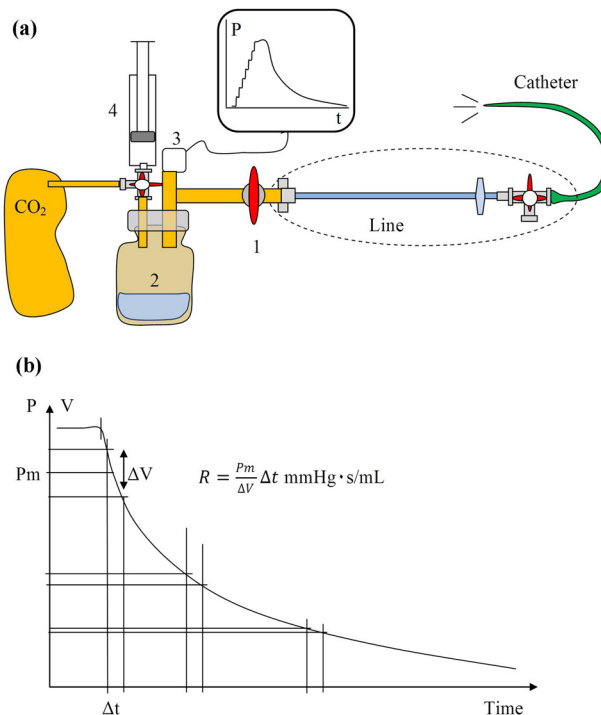 (a)
P
t
Catheter
4
3
CO₂
Line
1
2
(b)
P V
Pm
ΔV
R = Pm/ΔV Δt mmHg·s/mL
Δt
Time